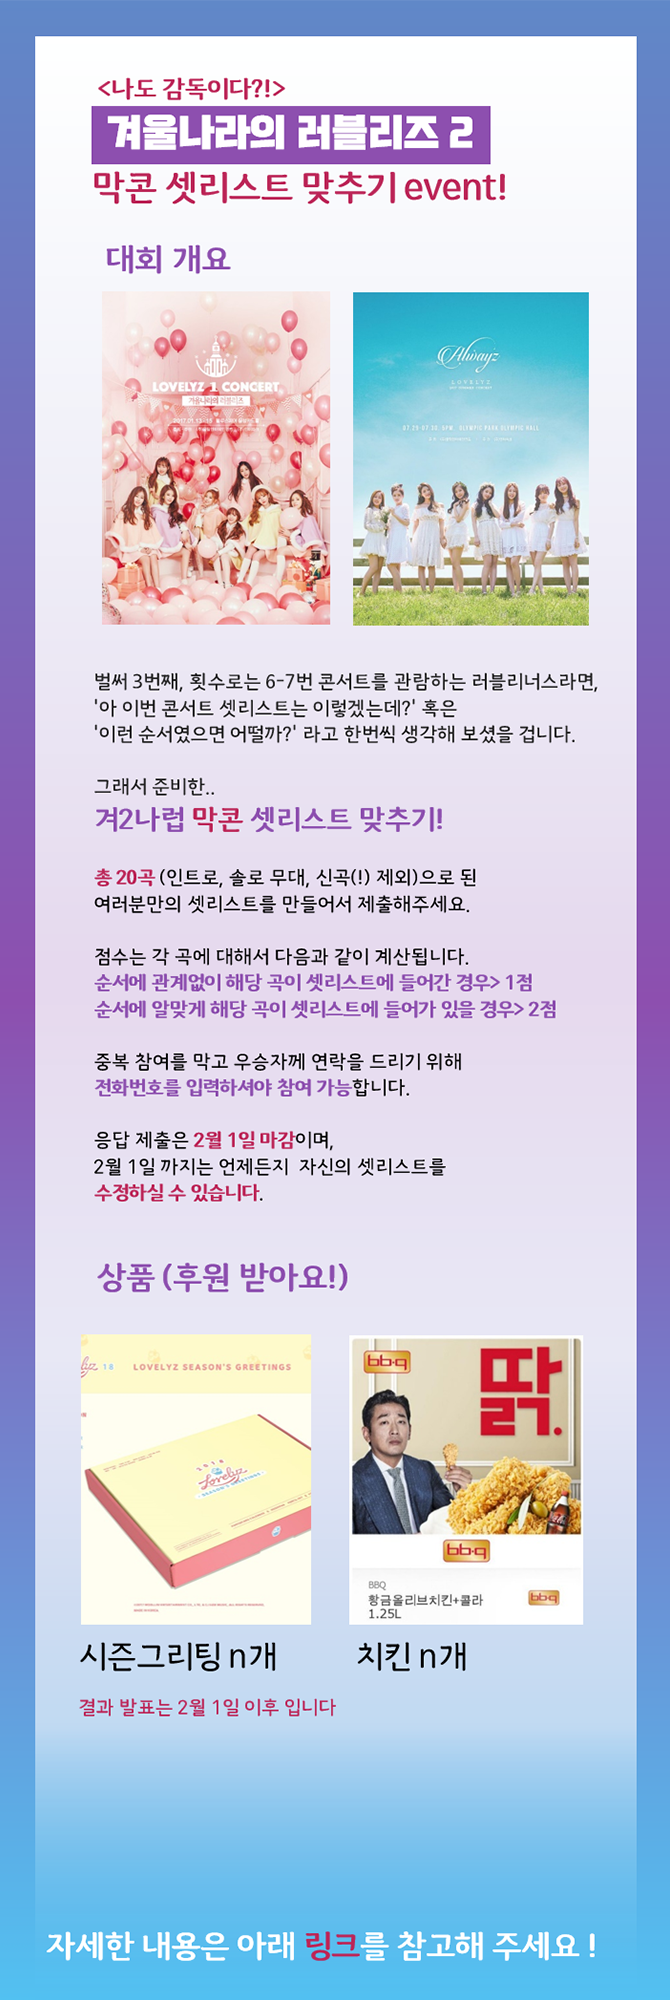 <나도 감독이다?!>
겨울나라의 러블리즈 2
막콘 셋리스트 맞추기 event!
대회 개요
LOVELYZ 1 CONCERT
겨울나라의 러블리즈
Alwayz
LOVELYZ
07.29-07.30 6PM OLYMPIC PARK OLYMPIC HALL
벌써 3번째, 횟수로는 6-7번 콘서트를 관람하는 러블리너스라면,
'아 이번 콘서트 셋리스트는 이렇겠는데?' 혹은
'이런 순서였으면 어떨까?' 라고 한번씩 생각해 보셨을 겁니다.
그래서 준비한..
겨2나럽 막콘 셋리스트 맞추기!
총 20곡 (인트로, 솔로 무대, 신곡(!) 제외)으로 된
여러분만의 셋리스트를 만들어서 제출해주세요.
점수는 각 곡에 대해서 다음과 같이 계산됩니다.
순서에 관계없이 해당 곡이 셋리스트에 들어간 경우> 1점
순서에 알맞게 해당 곡이 셋리스트에 들어가 있을 경우> 2점
중복 참여를 막고 우승자께 연락을 드리기 위해
전화번호를 입력하셔야 참여 가능합니다.
응답 제출은 2월 1일 마감이며,
2월 1일 까지는 언제든지 자신의 셋리스트를
수정하실 수 있습니다.
상품 (후원 받아요!)
lyz 18 LOVELYZ SEASON'S GREETINGS
2018
Lovelyz
SEASON'S GREETINGS
bb.q
딹.
bb.q
BBQ
황금올리브치킨+콜라
1.25L
bb.q
시즌그리팅 n개
치킨 n개
결과 발표는 2월 1일 이후 입니다
자세한 내용은 아래 링크를 참고해 주세요 !